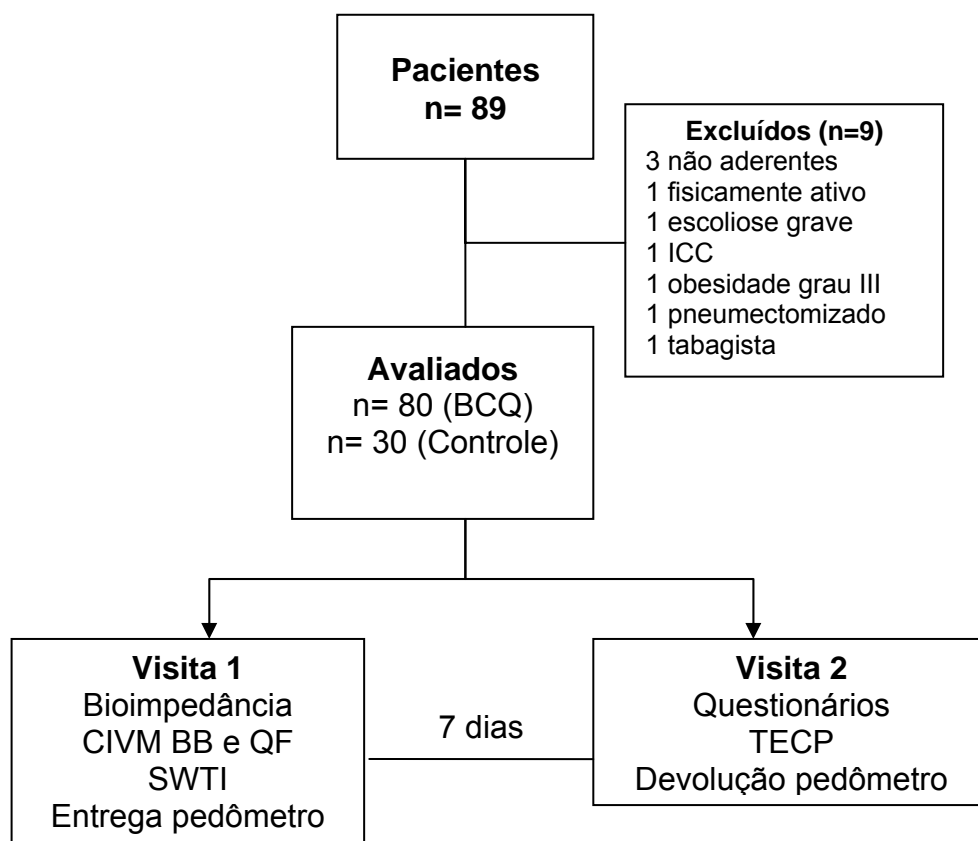 Pacientes
n= 89
Excluídos (n=9)
3 não aderentes
1 fisicamente ativo
1 escoliose grave
1 ICC
1 obesidade grau III
1 pneumectomizado
1 tabagista
Avaliados
n= 80 (BCQ)
n= 30 (Controle)
Visita 1
Bioimpedância
CIVM BB e QF
SWTI
Entrega pedômetro
7 dias
Visita 2
Questionários
TECP
Devolução pedômetro